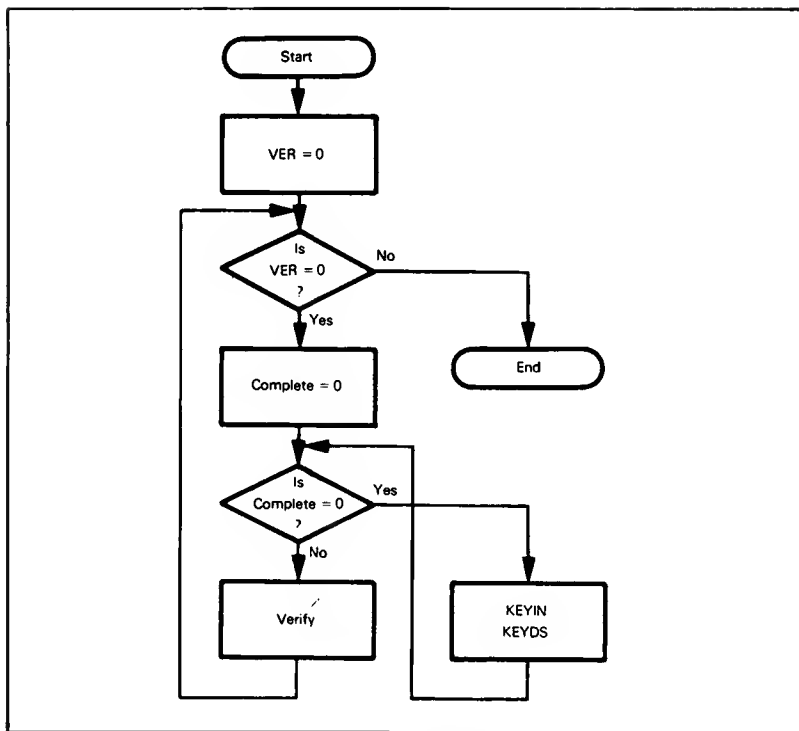 Start
VER = 0
Is
VER = 0
?
No
Yes
End
Complete = 0
Is
Complete = 0
?
Yes
No
Verify
KEYIN
KEYDS